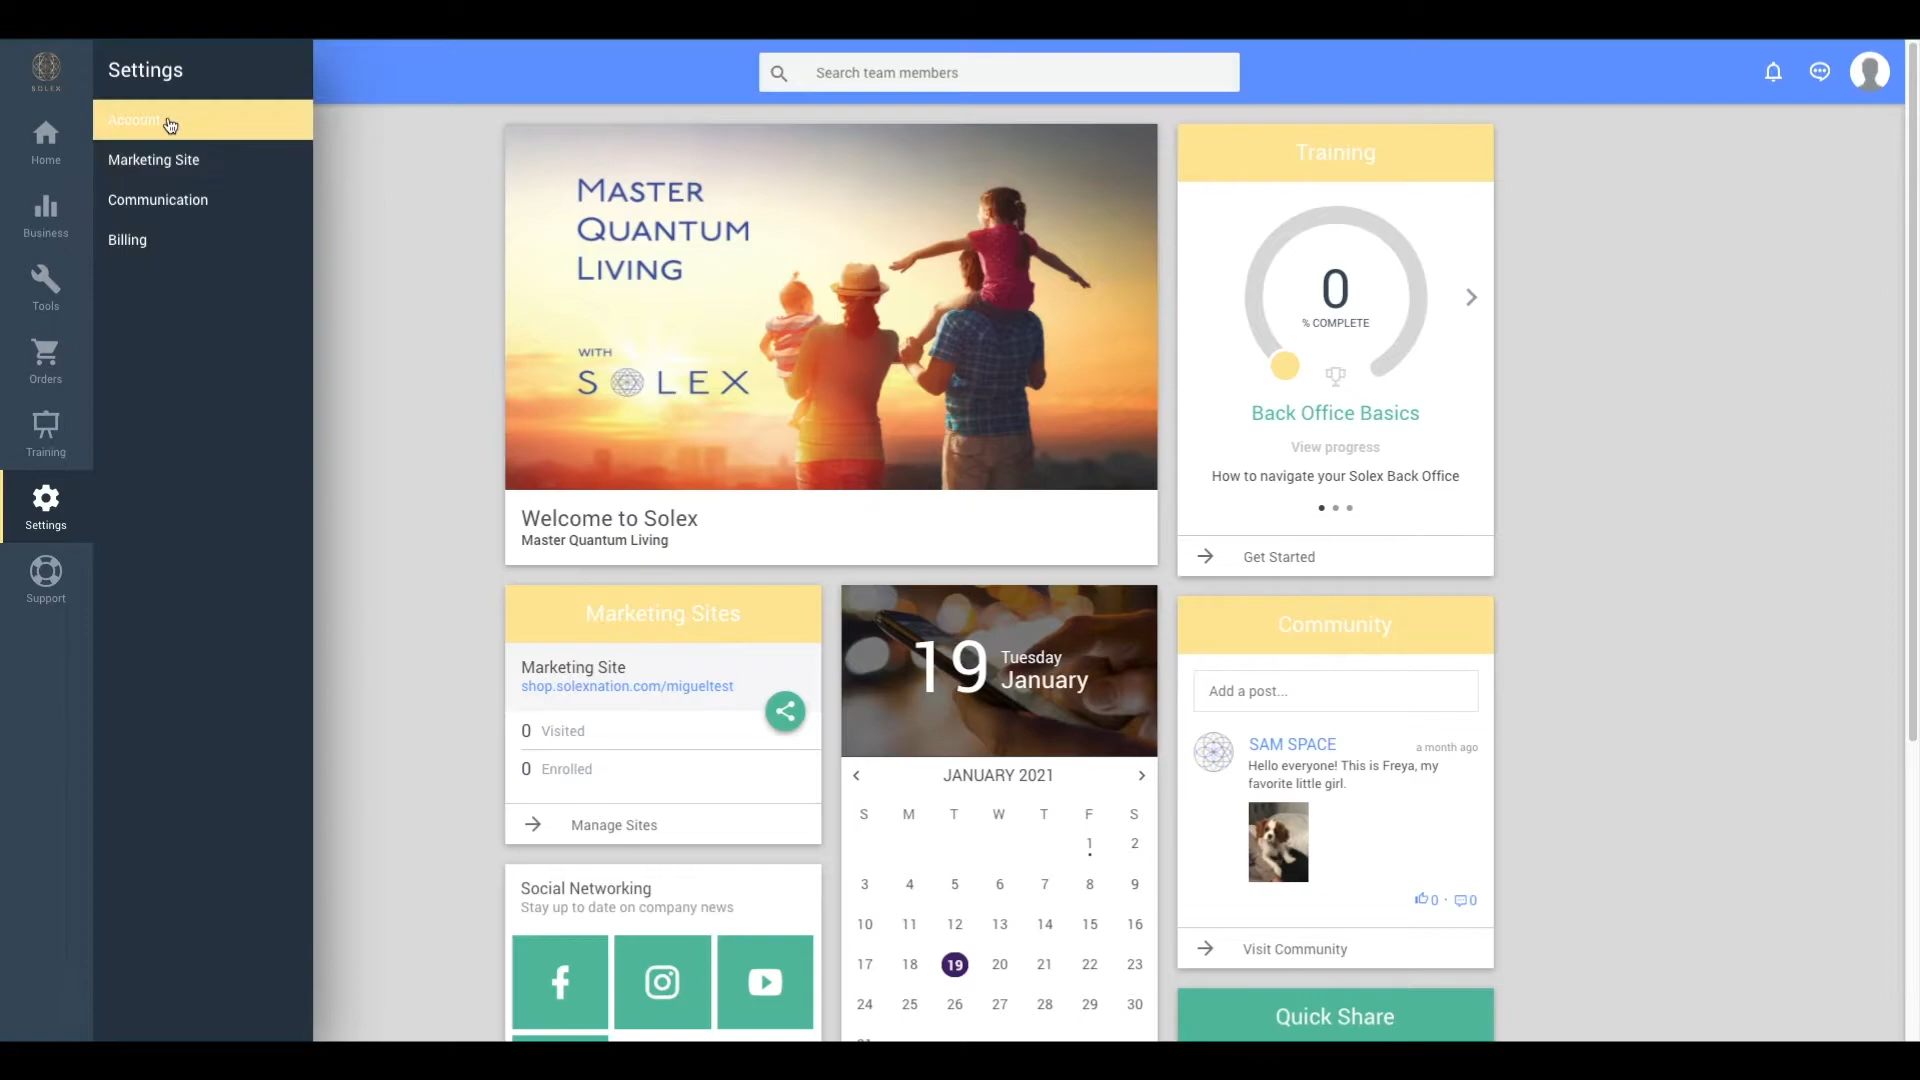 SOLEX
Home
Business
Tools
Orders
Training
Settings
Support
Settings
Account
Marketing Site
Communication
Billing
Search team members
MASTER
QUANTUM
LIVING
WITH
SOLEX
Welcome to Solex
Master Quantum Living
Training
0
% COMPLETE
Back Office Basics
View progress
How to navigate your Solex Back Office
Get Started
Marketing Sites
Marketing Site
shop.solexnation.com/migueltest
0 Visited
0 Enrolled
Manage Sites
Social Networking
Stay up to date on company news
19 Tuesday
January
JANUARY 2021
S M T W T F S
1 2
3 4 5 6 7 8 9
10 11 12 13 14 15 16
17 18 19 20 21 22 23
24 25 26 27 28 29 30
Community
Add a post...
SAM SPACE
a month ago
Hello everyone! This is Freya, my
favorite little girl.
0 · 0
Visit Community
Quick Share